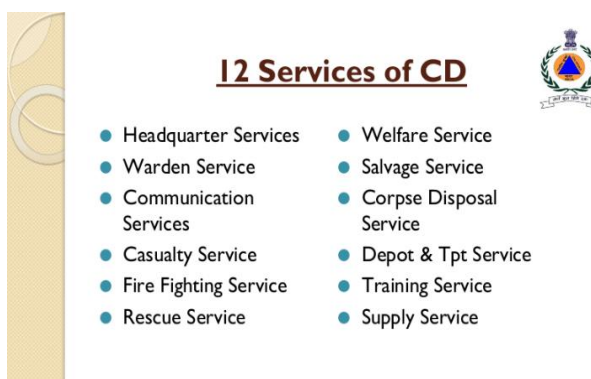 12 Services of CD
Headquarter Services
Warden Service
Communication
Services
Casualty Service
Fire Fighting Service
Rescue Service
Welfare Service
Salvage Service
Corpse Disposal
Service
Depot & Tpt Service
Training Service
Supply Service